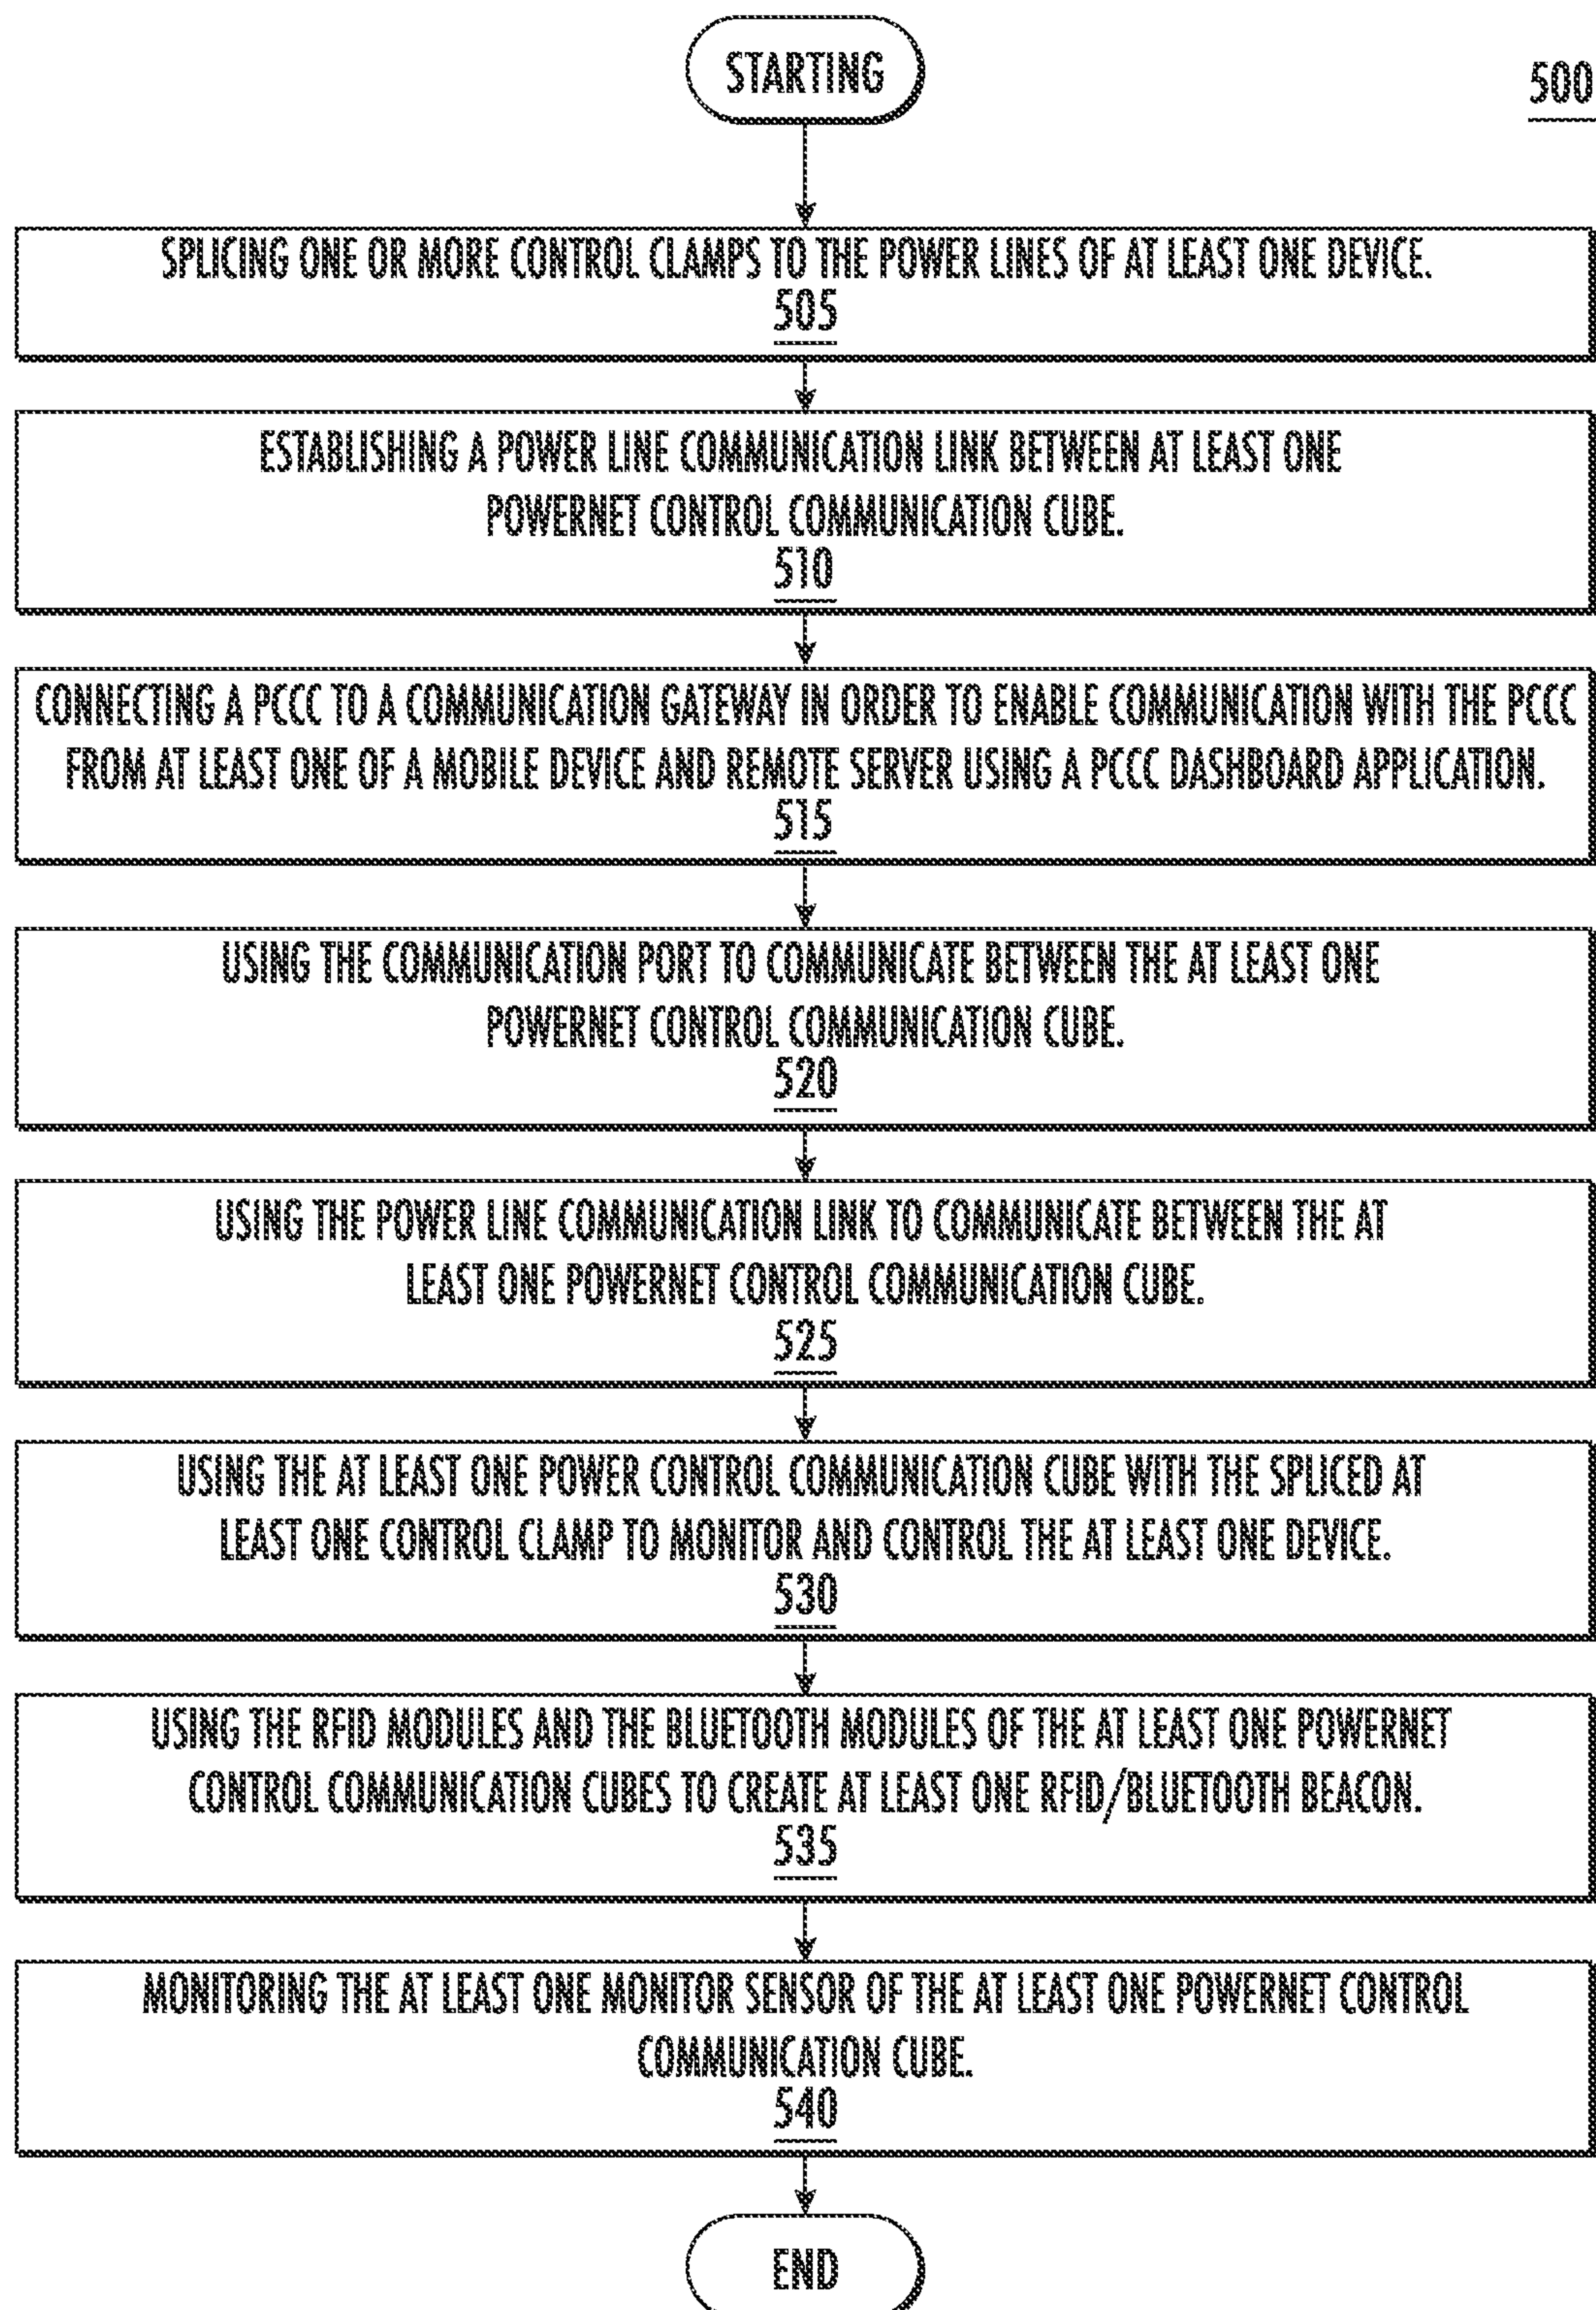 STARTING
500
SPLICING ONE OR MORE CONTROL CLAMPS TO THE POWER LINES OF AT LEAST ONE DEVICE.
505
ESTABLISHING A POWER LINE COMMUNICATION LINK BETWEEN AT LEAST ONE
POWERNET CONTROL COMMUNICATION CUBE.
510
CONNECTING A PCCC TO A COMMUNICATION GATEWAY IN ORDER TO ENABLE COMMUNICATION WITH THE PCCC
FROM AT LEAST ONE OF A MOBILE DEVICE AND REMOTE SERVER USING A PCCC DASHBOARD APPLICATION.
515
USING THE COMMUNICATION PORT TO COMMUNICATE BETWEEN THE AT LEAST ONE
POWERNET CONTROL COMMUNICATION CUBE.
520
USING THE POWER LINE COMMUNICATION LINK TO COMMUNICATE BETWEEN THE AT
LEAST ONE POWERNET CONTROL COMMUNICATION CUBE.
525
USING THE AT LEAST ONE POWER CONTROL COMMUNICATION CUBE WITH THE SPLICED AT
LEAST ONE CONTROL CLAMP TO MONITOR AND CONTROL THE AT LEAST ONE DEVICE.
530
USING THE RFID MODULES AND THE BLUETOOTH MODULES OF THE AT LEAST ONE POWERNET
CONTROL COMMUNICATION CUBES TO CREATE AT LEAST ONE RFID/BLUETOOTH BEACON.
535
MONITORING THE AT LEAST ONE MONITOR SENSOR OF THE AT LEAST ONE POWERNET CONTROL
COMMUNICATION CUBE.
540
END